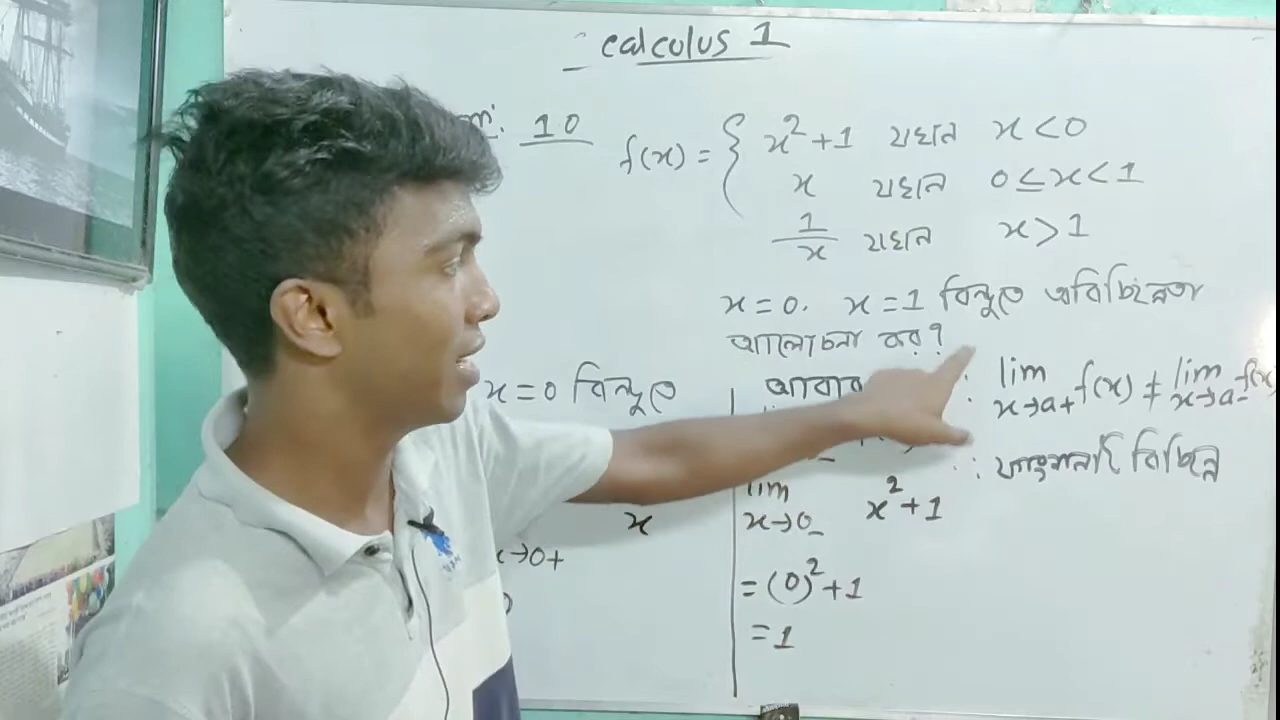 calculus 1
10
f(x) = { x²+1 যখন x < 0
x যখন 0 ≤ x < 1
1/x যখন x > 1
x = 0. x = 1 বিন্দুতে অবিচ্ছিন্নতা
আলোচনা কর?
x = 0 বিন্দুতে
x
x→0+
আবার
lim x→0- x²+1
= (0)²+1
= 1
∴ lim x→a+ f(x) ≠ lim x→a- f(x
∴ ফাংশনটি বিচ্ছিন্ন